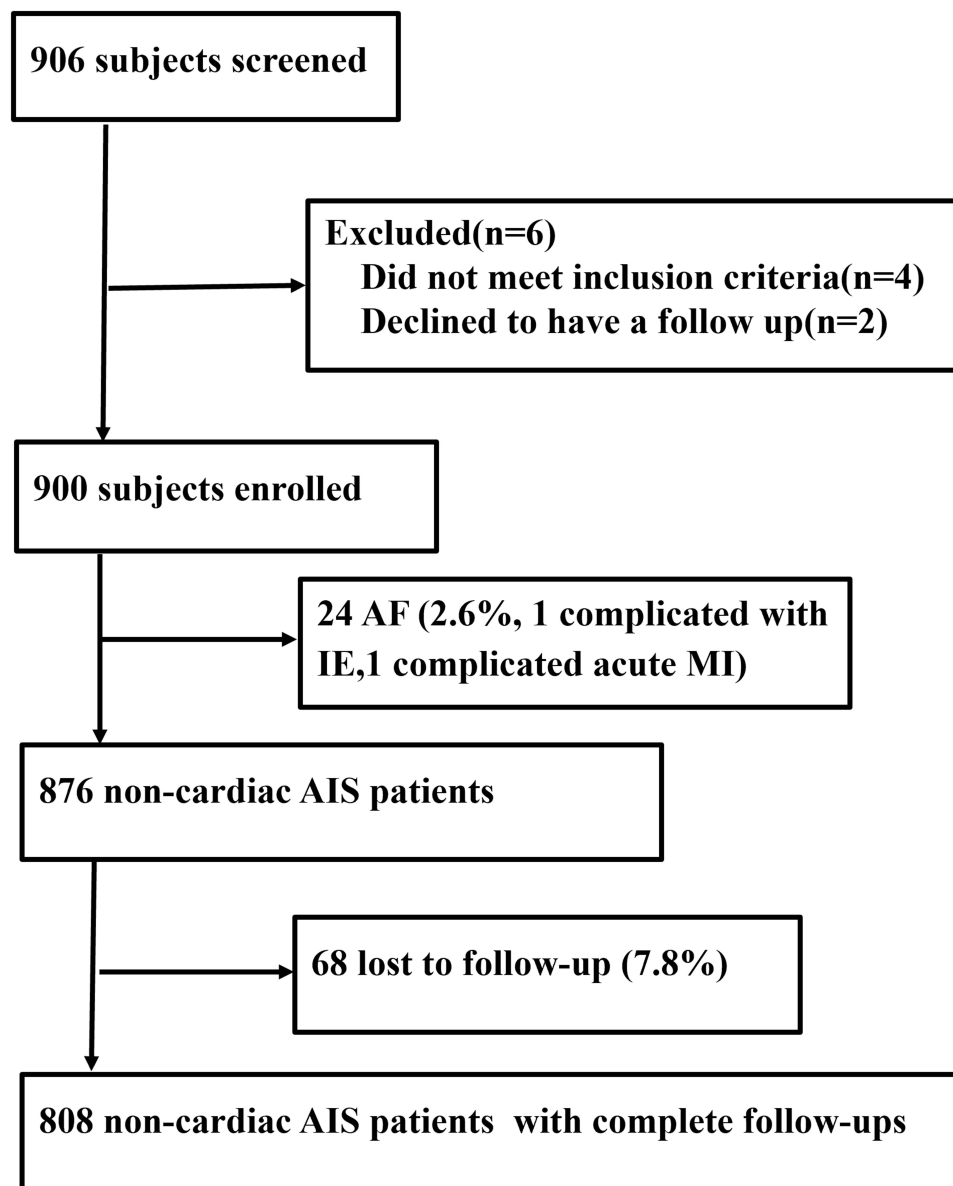 906 subjects screened
Excluded(n=6)
Did not meet inclusion criteria(n=4)
Declined to have a follow up(n=2)
900 subjects enrolled
24 AF (2.6%, 1 complicated with
IE,1 complicated acute MI)
876 non-cardiac AIS patients
68 lost to follow-up (7.8%)
808 non-cardiac AIS patients  with complete follow-ups